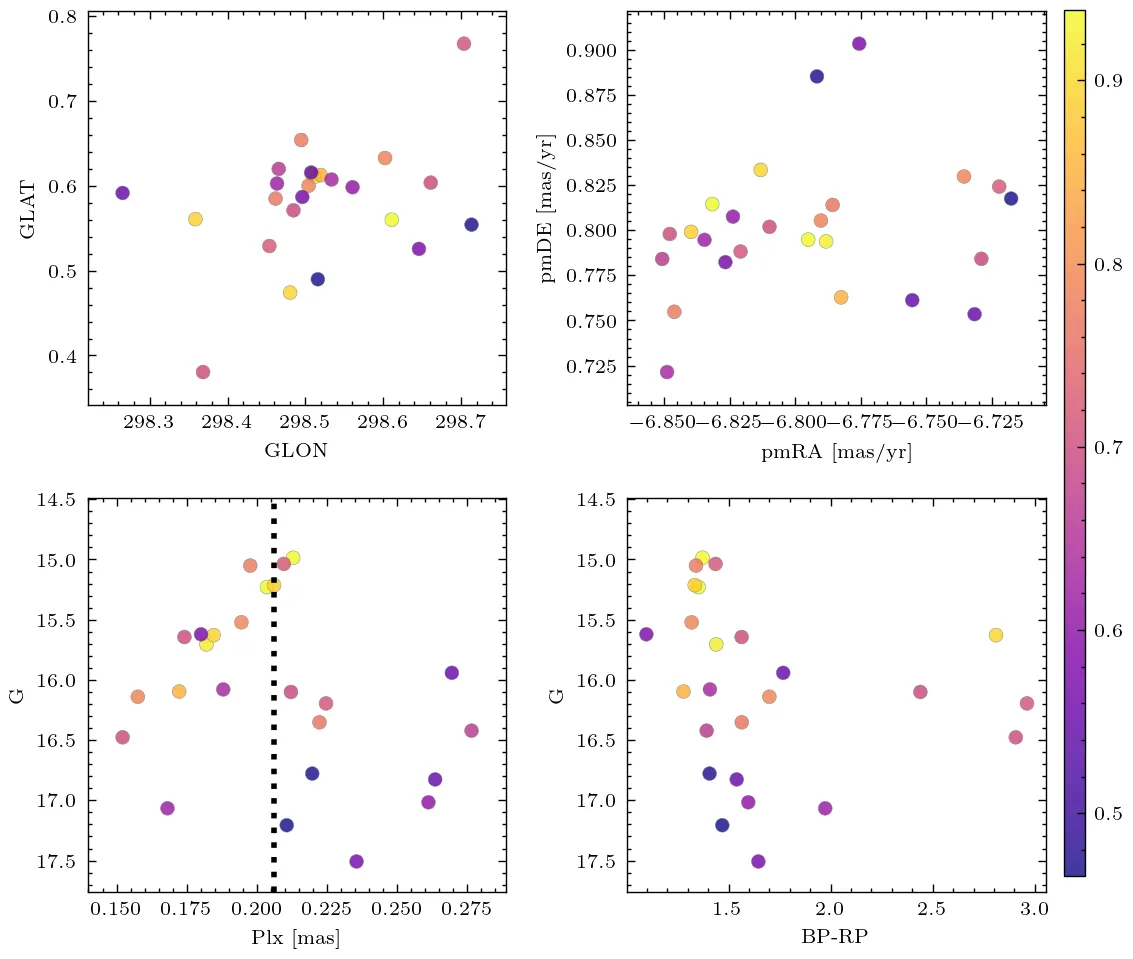 0.8
0.7
0.6
0.5
0.4
GLAT
298.3 298.4 298.5 298.6 298.7
GLON
0.900
0.875
0.850
0.825
0.800
0.775
0.750
0.725
pmDE [mas/yr]
−6.850 −6.825 −6.800 −6.775 −6.750 −6.725
pmRA [mas/yr]
14.5
15.0
15.5
16.0
16.5
17.0
17.5
G
0.150 0.175 0.200 0.225 0.250 0.275
Plx [mas]
14.5
15.0
15.5
16.0
16.5
17.0
17.5
G
1.5 2.0 2.5 3.0
BP-RP
0.9
0.8
0.7
0.6
0.5